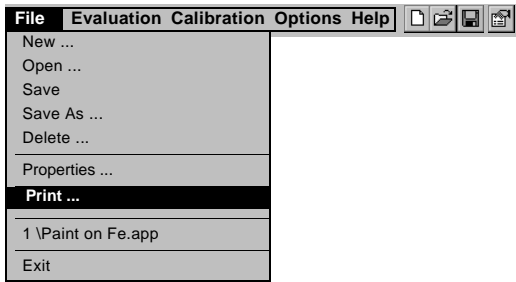 File Evaluation Calibration Options Help
New ...
Open ...
Save
Save As ...
Delete ...
Properties ...
Print ...
1 \Paint on Fe.app
Exit